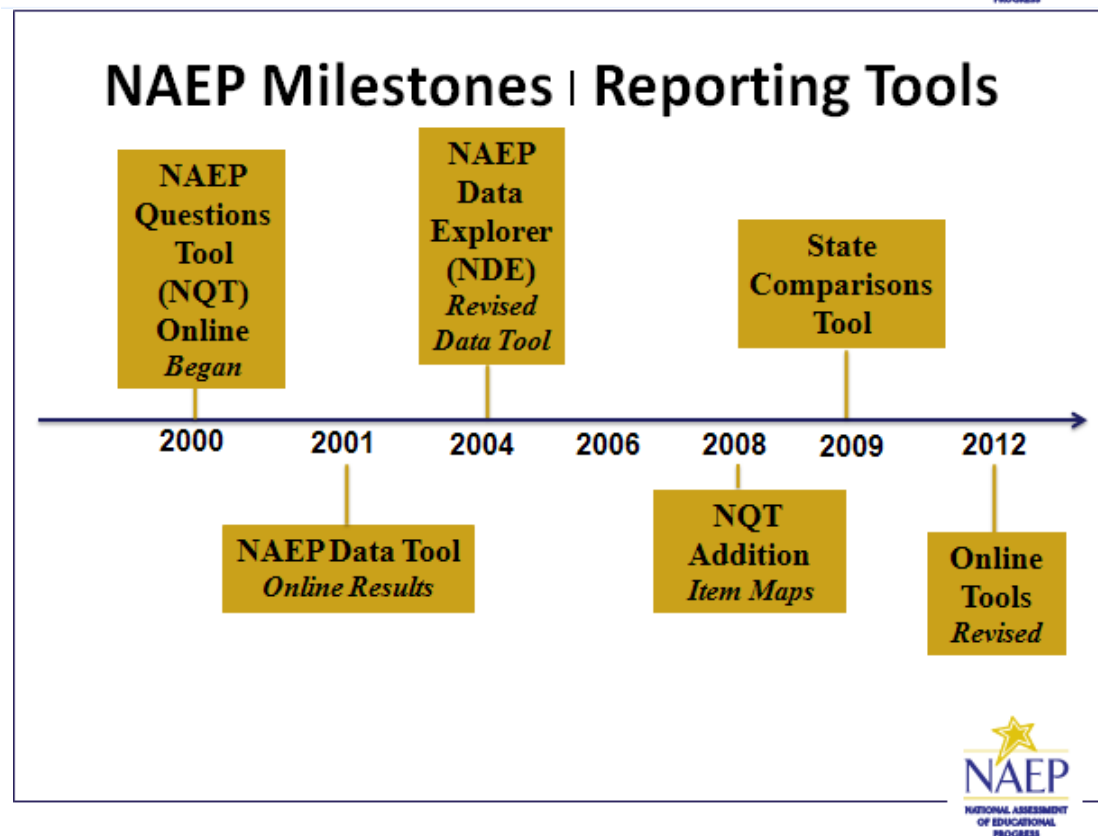 PROGRESS
NAEP Milestones | Reporting Tools
NAEP
Questions
Tool
(NQT)
Online
Began
NAEP
Data
Explorer
(NDE)
Revised
Data Tool
State
Comparisons
Tool
2000
2001
2004
2006
2008
2009
2012
NAEP Data Tool
Online Results
NQT
Addition
Item Maps
Online
Tools
Revised
NAEP
NATIONAL ASSESSMENT
OF EDUCATIONAL
PROGRESS